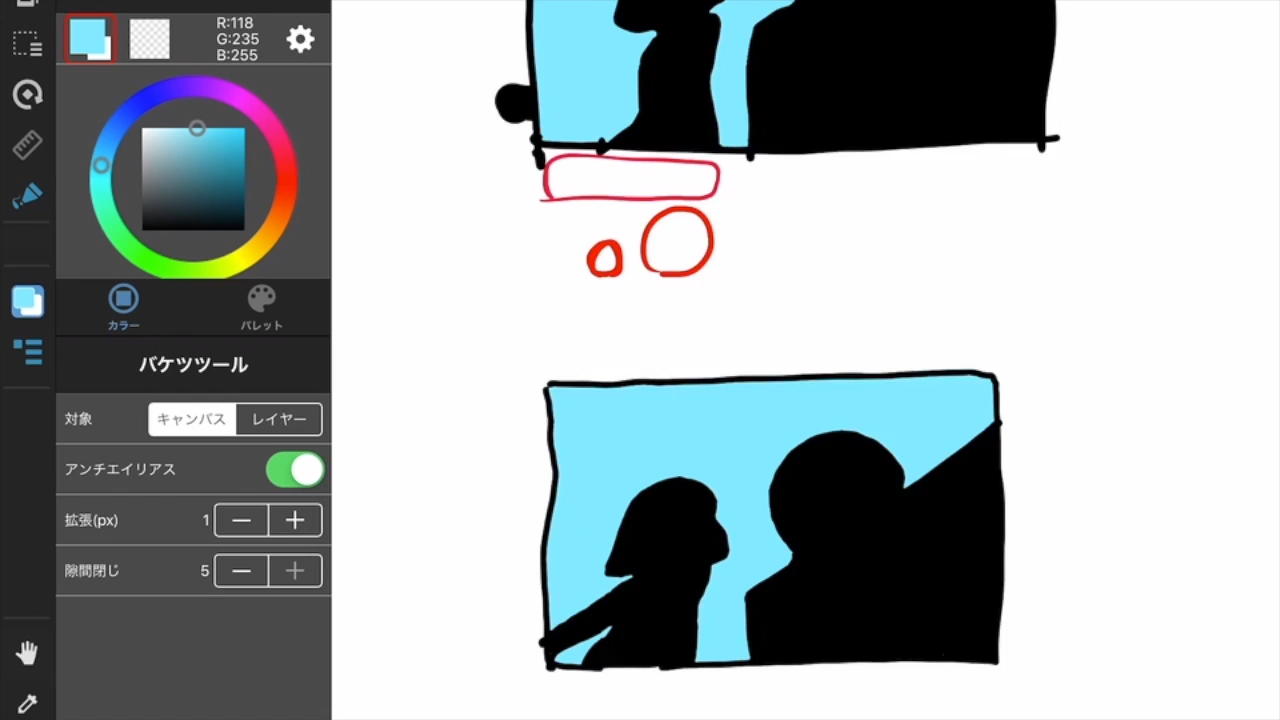 R:118
G:235
B:255
カラー
パレット
バケツツール
対象
キャンバス
レイヤー
アンチエイリアス
拡張(px)
1
隙間閉じ
5